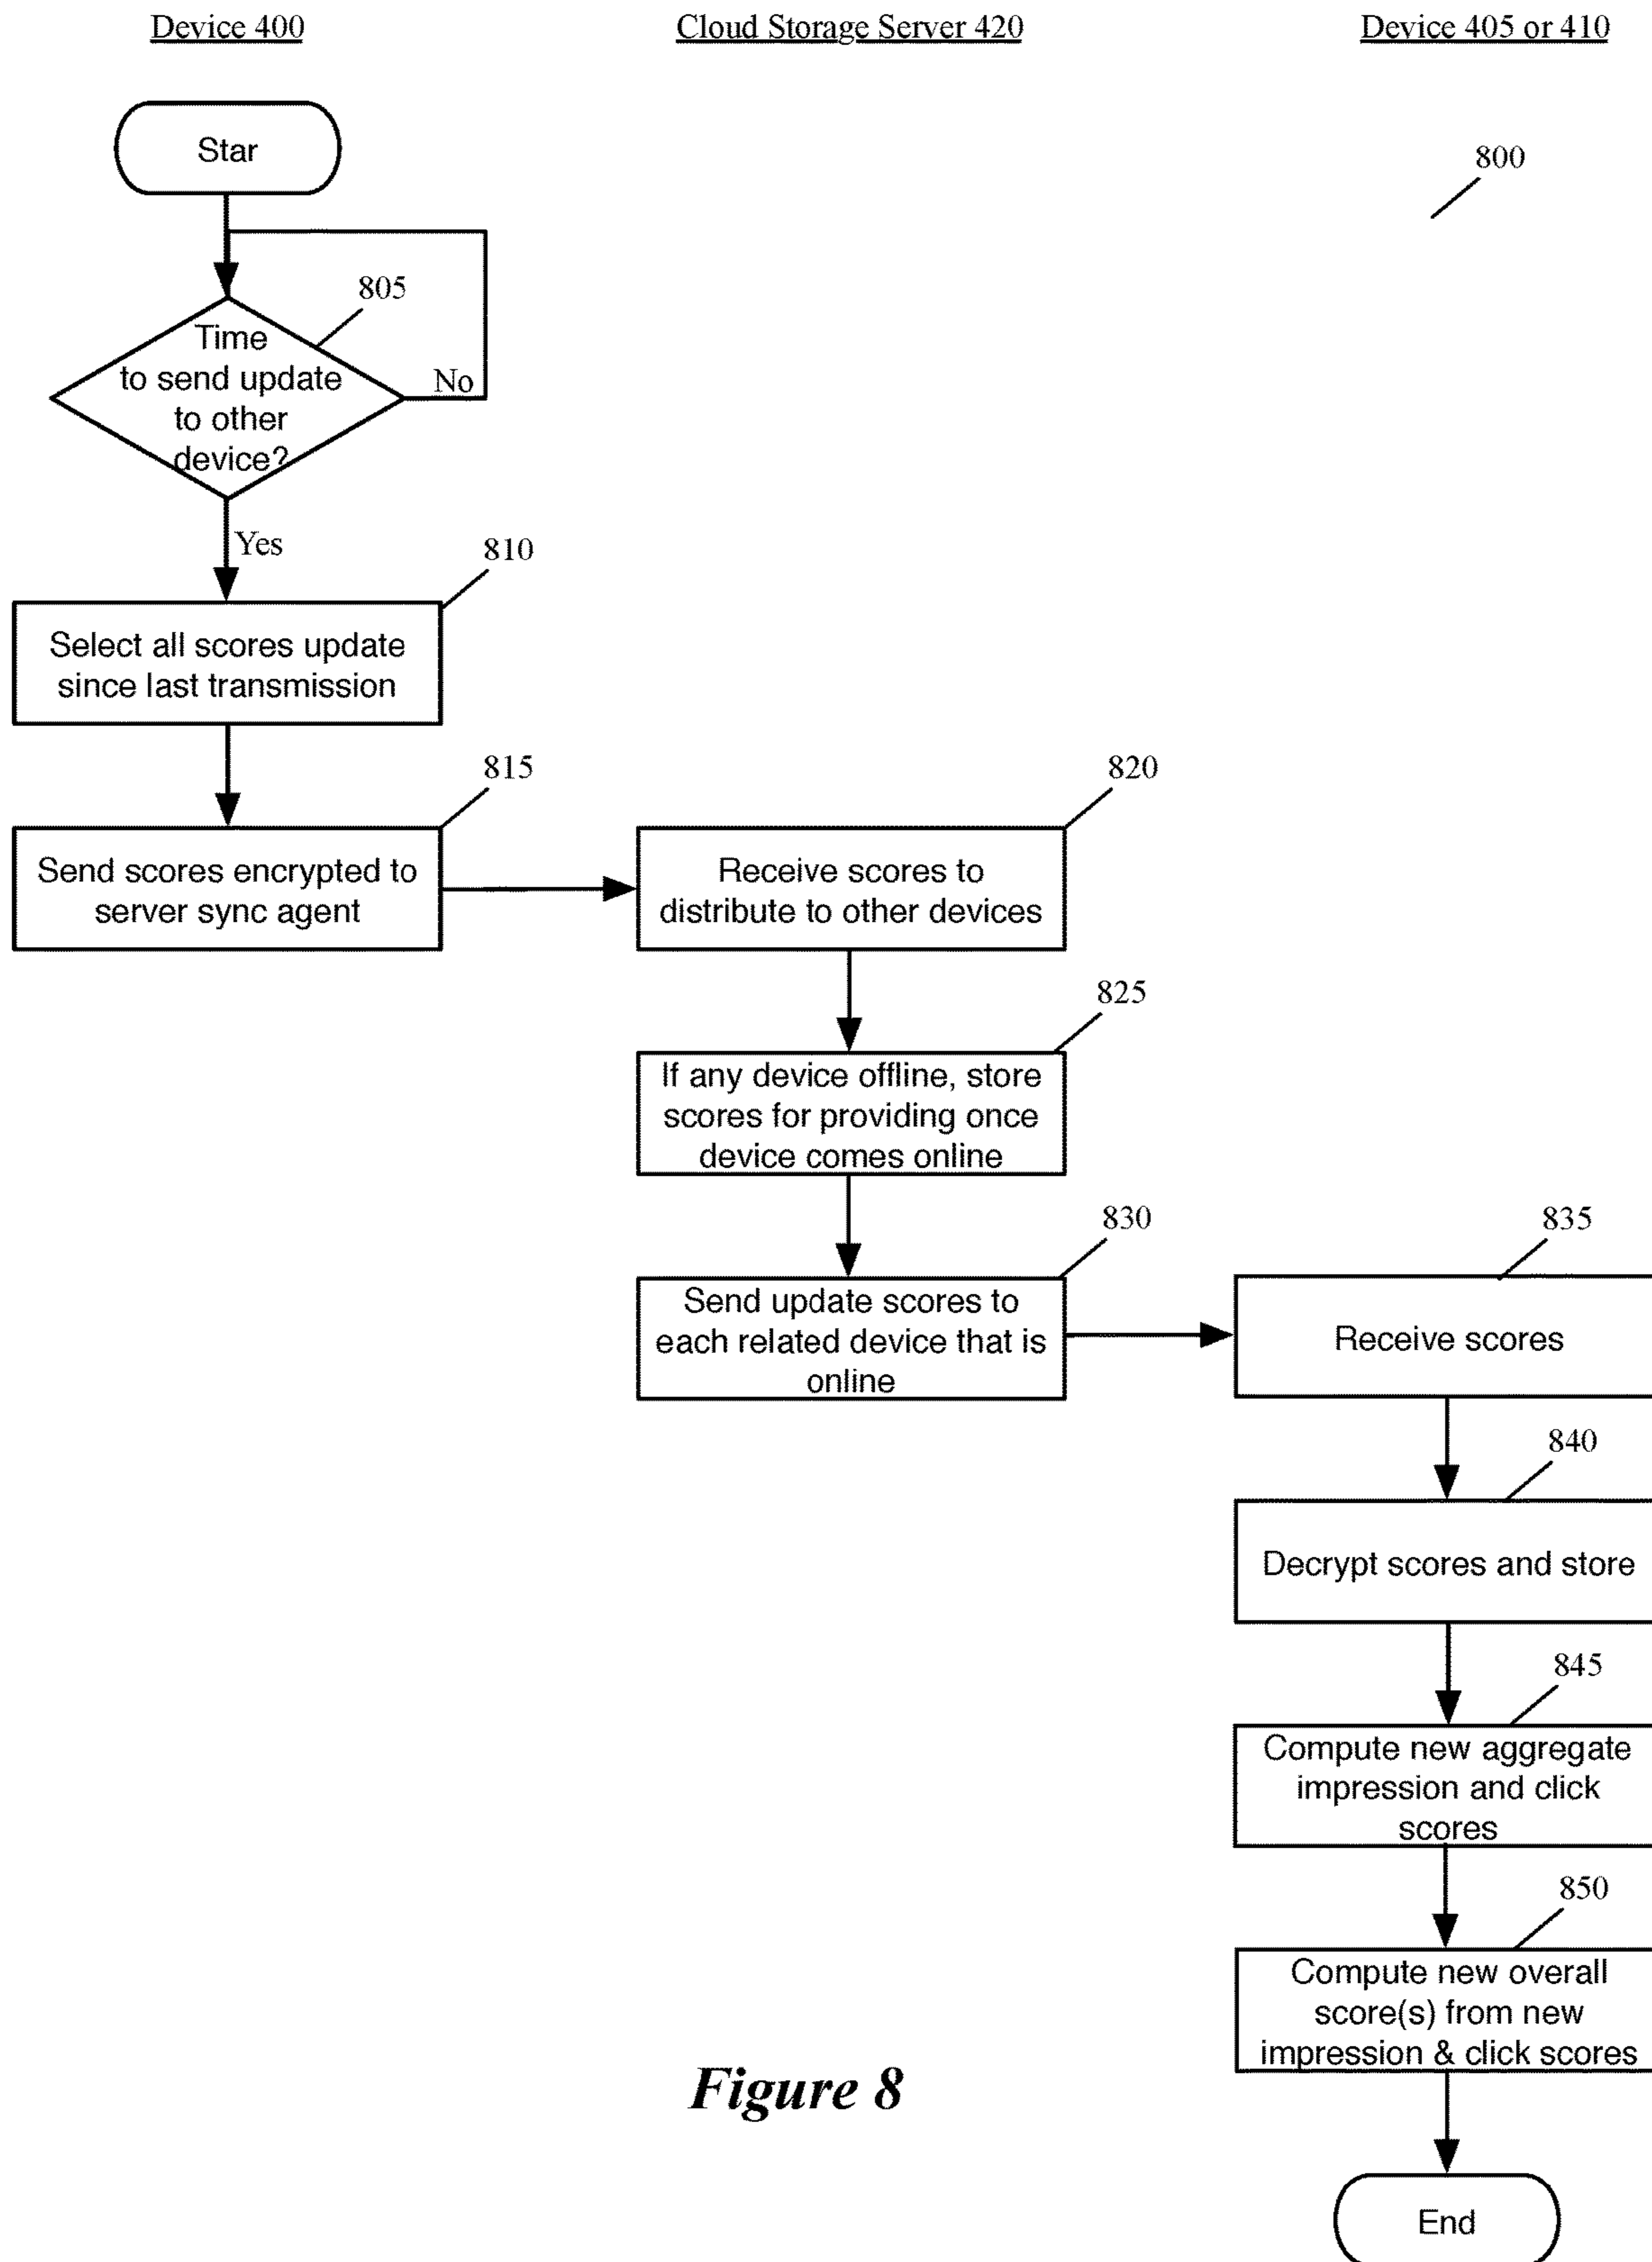 Device 400
Cloud Storage Server 420
Device 405 or 410
Star
800
805
Time
to send update
to other
device?
No
Yes
810
Select all scores update
since last transmission
815
Send scores encrypted to
server sync agent
820
Receive scores to
distribute to other devices
825
If any device offline, store
scores for providing once
device comes online
830
Send update scores to
each related device that is
online
835
Receive scores
840
Decrypt scores and store
845
Compute new aggregate
impression and click
scores
850
Compute new overall
score(s) from new
impression & click scores
End
Figure 8